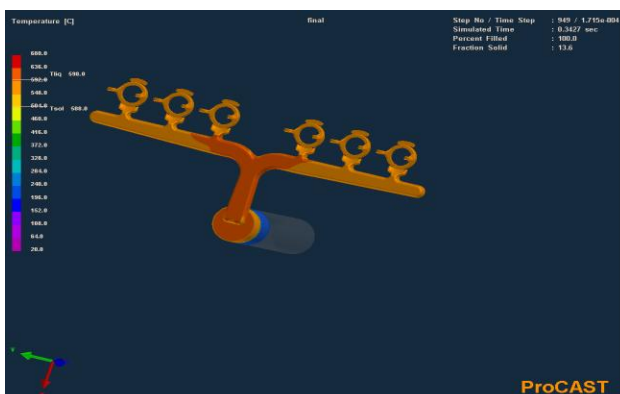 Temperature [C]
final
Step No / Time Step : 949 / 1.715e-004
Simulated Time : 0.3427 sec
Percent Filled : 100.0
Fraction Solid : 13.6
680.0
636.0
Tliq
592.0
548.0
504.0 Tsol 508.0
460.0
416.0
372.0
328.0
284.0
240.0
196.0
152.0
108.0
64.0
20.0
ProCAST